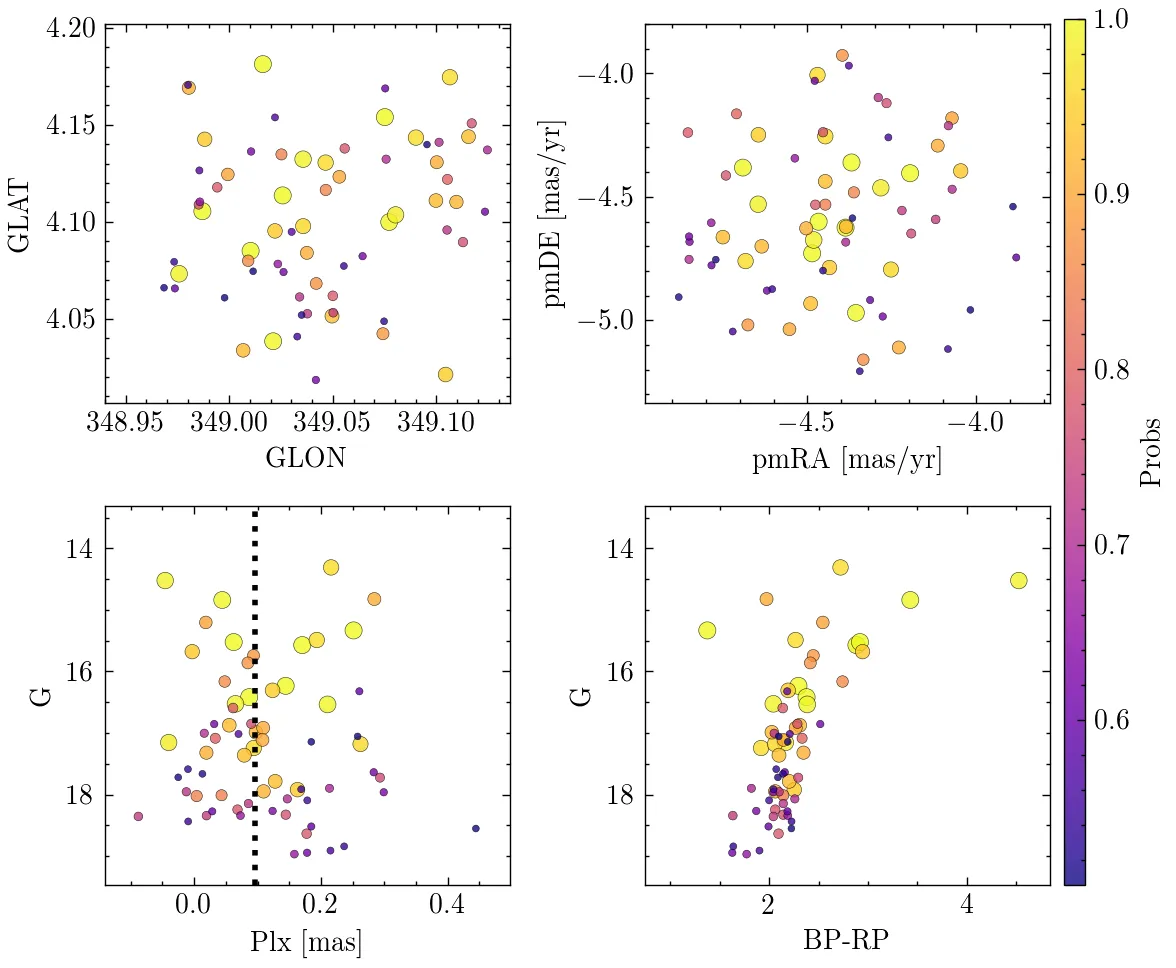 4.20
4.15
4.10
4.05
GLAT
348.95 349.00 349.05 349.10
GLON
−4.0
−4.5
−5.0
pmDE [mas/yr]
−4.5 −4.0
pmRA [mas/yr]
14
16
18
G
0.0 0.2 0.4
Plx [mas]
14
16
18
G
2 4
BP-RP
1.0
0.9
0.8
0.7
0.6
Probs